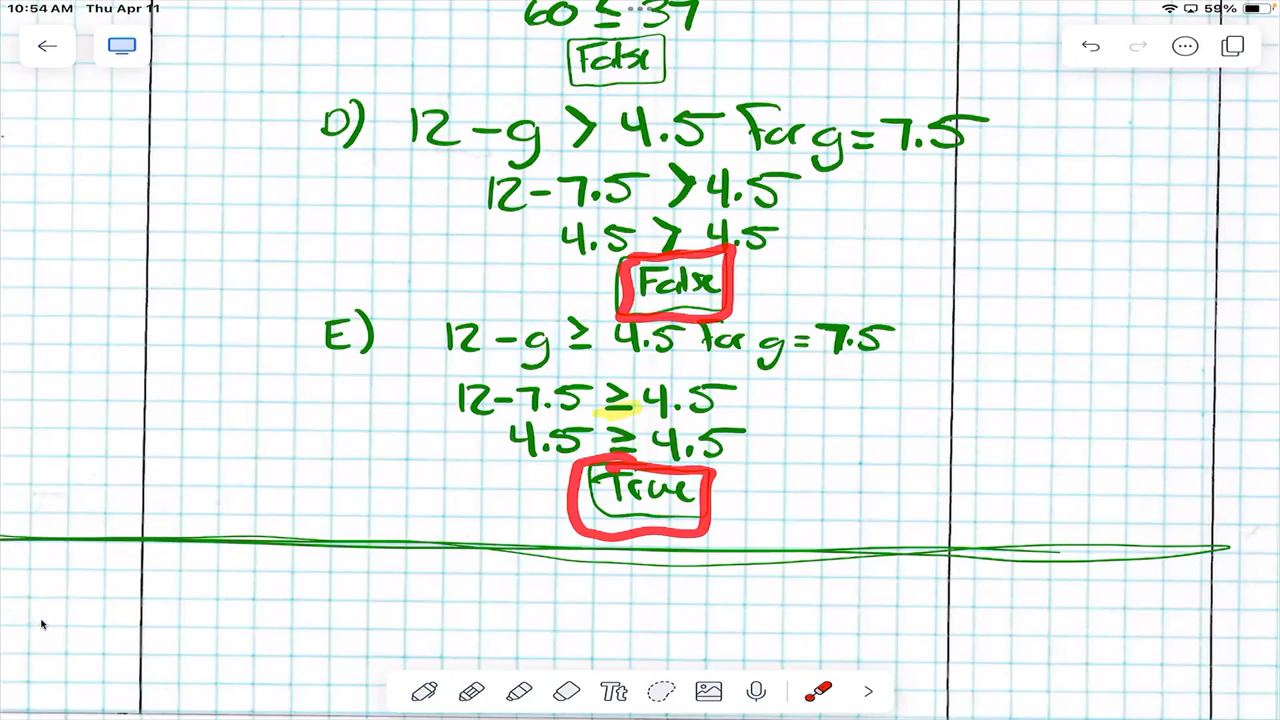 10:54 AM Thu Apr 11
59%
60 ≤ 37
False
D) 12 - g > 4.5 For g = 7.5
12 - 7.5 > 4.5
4.5 > 4.5
False
E) 12 - g ≥ 4.5 For g = 7.5
12 - 7.5 ≥ 4.5
4.5 ≥ 4.5
True
Tt